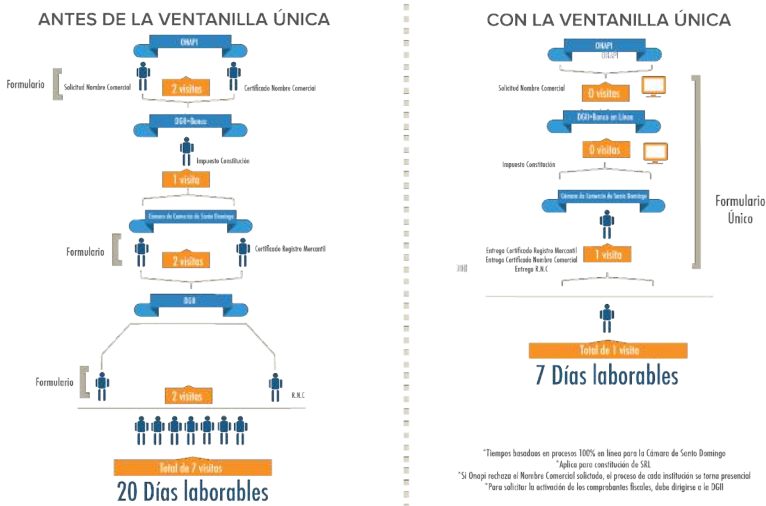 ANTES DE LA VENTANILLA ÚNICA
ONAPI
Formulario
Solicitud Nombre Comercial
2 visitas
Certificado Nombre Comercial
DGII+Banco
Impuesto Constitución
1 visita
Cámara de Comercio de Santo Domingo
Formulario
2 visitas
Certificado Registro Mercantil
DGII
Formulario
2 visitas
R.N.C
Total de 7 visitas
20 Días laborables
CON LA VENTANILLA ÚNICA
ONAPI
Solicitud Nombre Comercial
0 visitas
DGII+Banco en Línea
0 visitas
Impuesto Constitución
Cámara de Comercio de Santo Domingo
Formulario
Único
Entrega Certificado Registro Mercantil
Entrega Certificado Nombre Comercial
Entrega R.N.C
1 visita
Total de 1 visita
7 Días laborables
*Tiempos basadaos en procesos 100% en línea para la Cámara de Santo Domingo
*Aplica para constitución de SRL
*Si Onapi rechaza el Nombre Comercial solicitado, el proceso de cada institución se torna presencial
*Para solicitar la activación de los comprobantes fiscales, debe dirigirse a la DGII